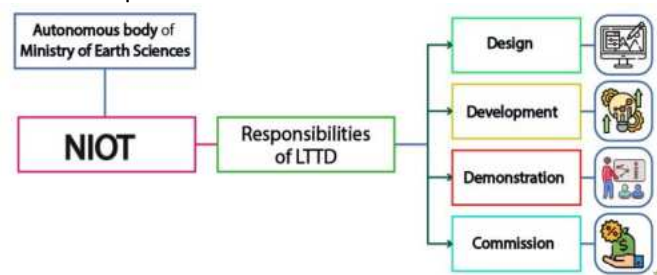 Autonomous body of
Ministry of Earth Sciences
NIOT
Responsibilities
of LTTD
Design
Development
Demonstration
Commission